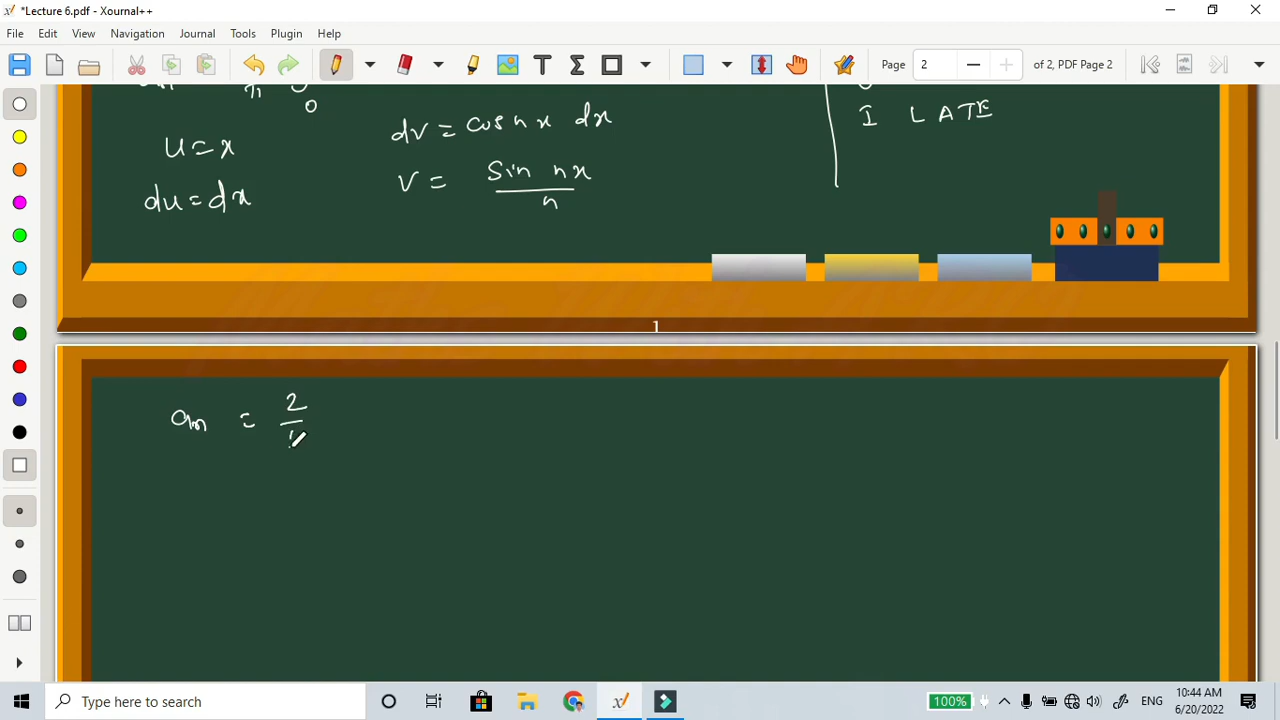 *Lecture 6.pdf - Xournal++
File Edit View Navigation Journal Tools Plugin Help
Page 2 of 2, PDF Page 2
π 0
0
dv = cos n x dx
I L A T E
u = x
v = Sin nx
n
du = dx
1
an = 2
Type here to search
100%
ENG
10:44 AM
6/20/2022